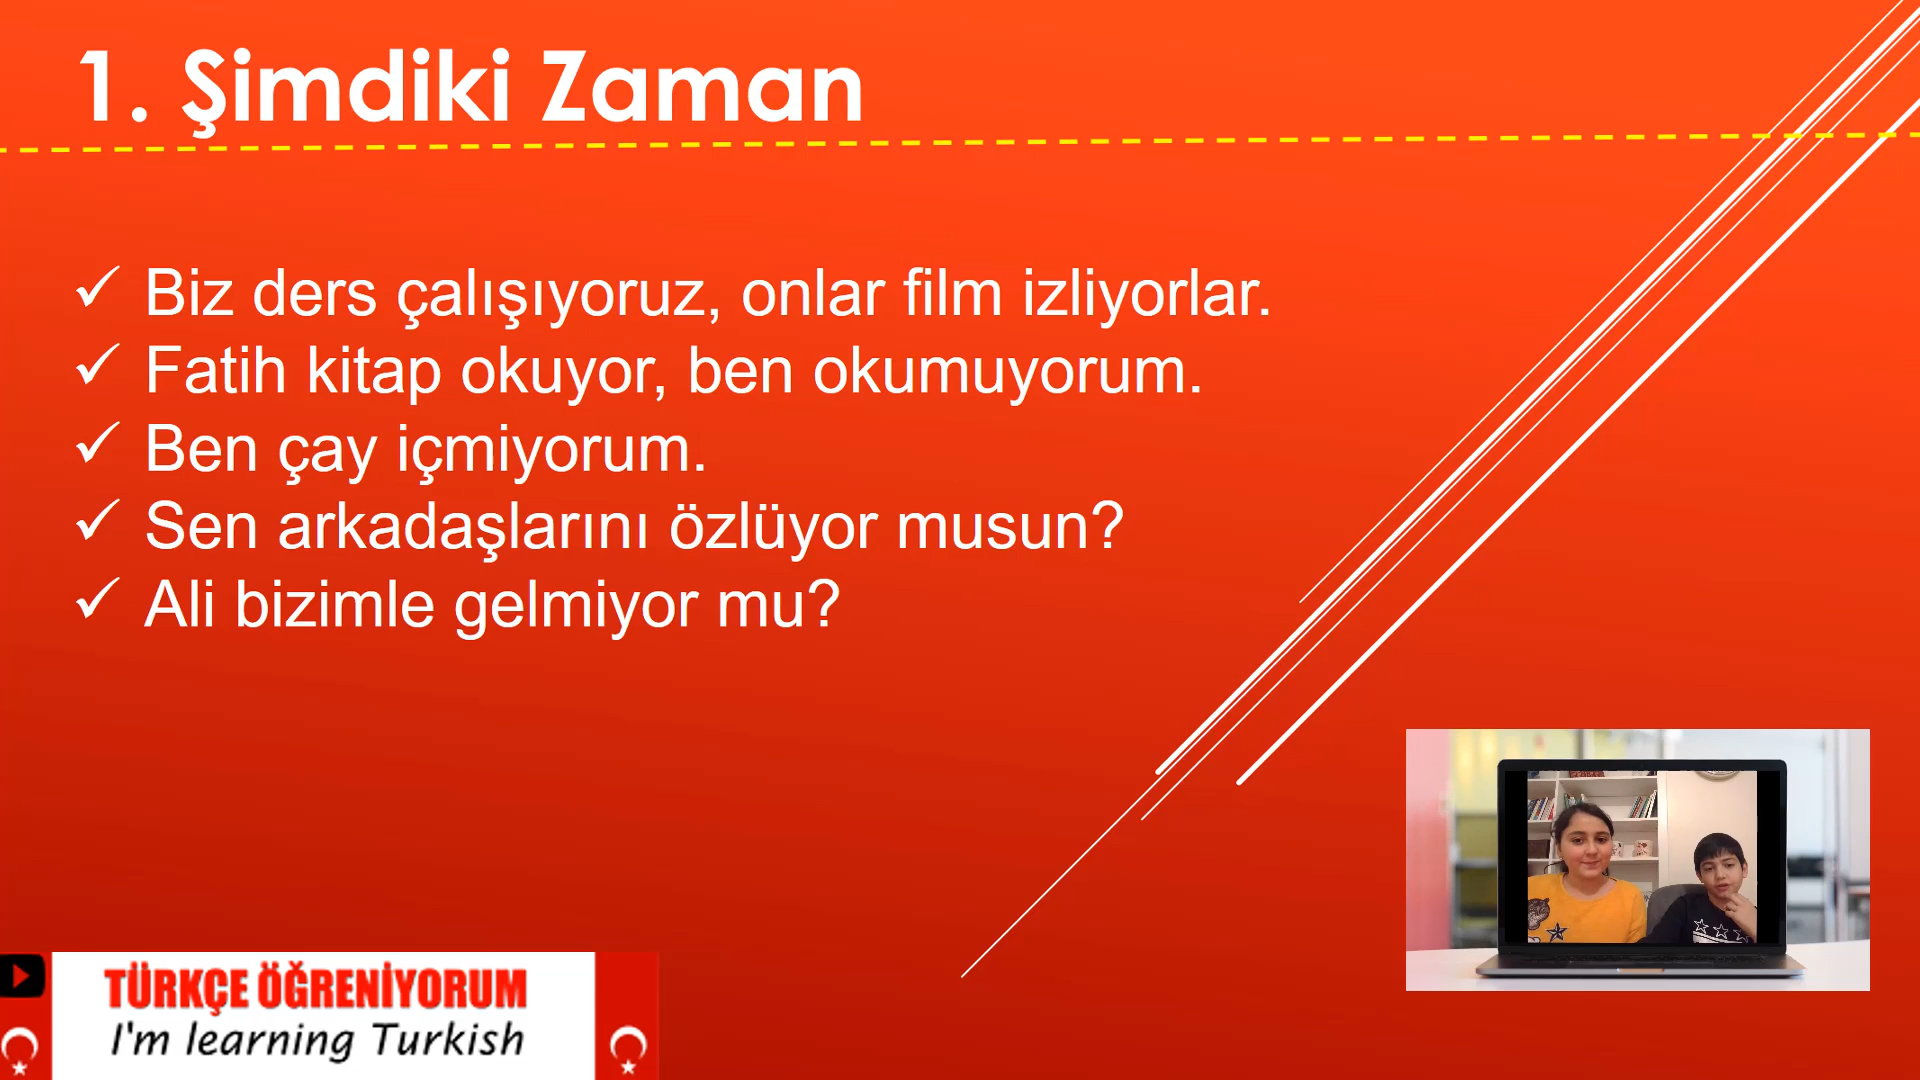 1. Şimdiki Zaman
Biz ders çalışıyoruz, onlar film izliyorlar.
Fatih kitap okuyor, ben okumuyorum.
Ben çay içmiyorum.
Sen arkadaşlarını özlüyor musun?
Ali bizimle gelmiyor mu?
TÜRKÇE ÖĞRENİYORUM
I'm learning Turkish